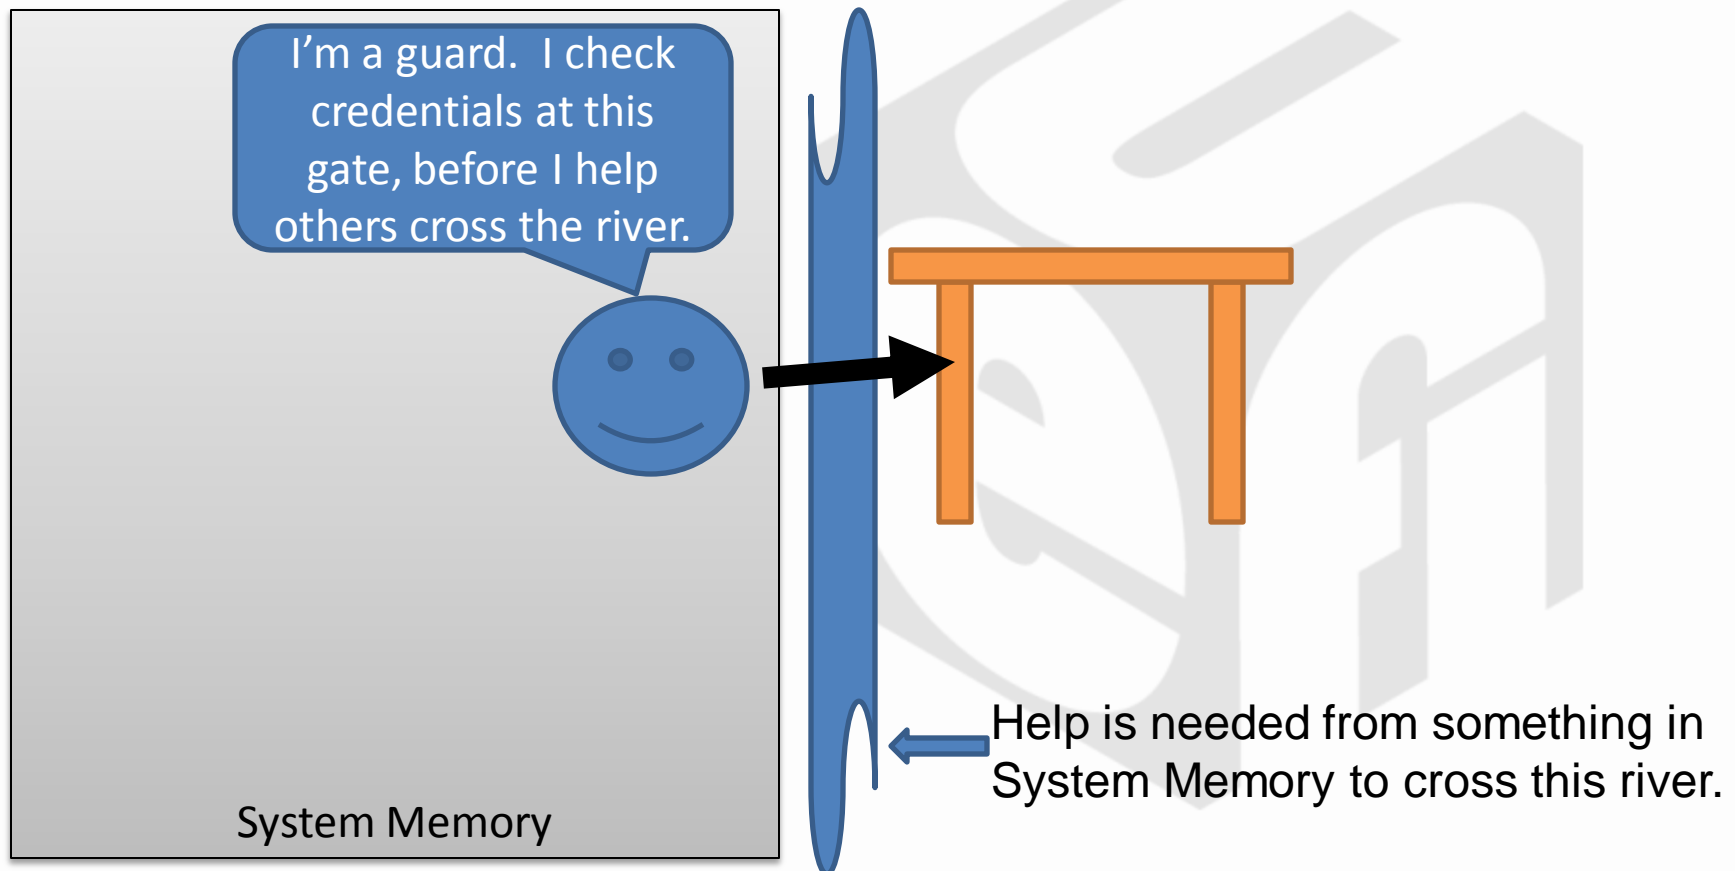 I’m a guard.  I check
credentials at this
gate, before I help
others cross the river.
Help is needed from something in
System Memory to cross this river.
System Memory